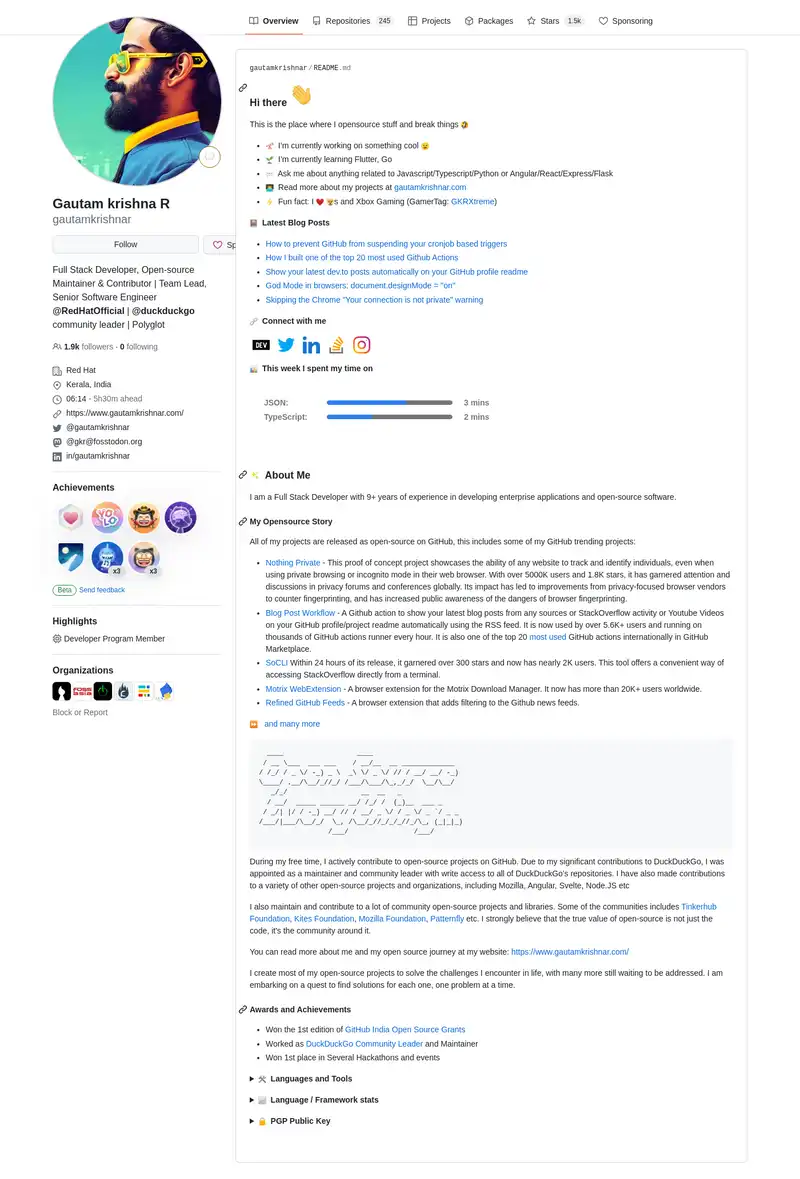 Overview
Repositories 245
Projects
Packages
Stars 1.5k
Sponsoring
Gautam krishna R
gautamkrishnar
Follow
Sp
Full Stack Developer, Open-source
Maintainer & Contributor | Team Lead,
Senior Software Engineer
@RedHatOfficial | @duckduckgo
community leader | Polyglot
1.9k followers · 0 following
Red Hat
Kerala, India
06:14 - 5h30m ahead
https://www.gautamkrishnar.com/
@gautamkrishnar
@gkr@fosstodon.org
in/gautamkrishnar
Achievements
YOLO
x3
x3
Beta Send feedback
Highlights
Developer Program Member
Organizations
FOSS
ASIA
Block or Report
gautamkrishnar/README.md
Hi there 👋
This is the place where I opensource stuff and break things 🤣
• I'm currently working on something cool 😉
• 🌱 I'm currently learning Flutter, Go
• 💬 Ask me about anything related to Javascript/Typescript/Python or Angular/React/Express/Flask
• 👨‍💻 Read more about my projects at gautamkrishnar.com
• ⚡ Fun fact: I ❤️ s and Xbox Gaming (GamerTag: GKRXtreme)
Latest Blog Posts
• How to prevent GitHub from suspending your cronjob based triggers
• How I built one of the top 20 most used Github Actions
• Show your latest dev.to posts automatically on your GitHub profile readme
• God Mode in browsers: document.designMode = "on"
• Skipping the Chrome "Your connection is not private" warning
Connect with me
DEV
This week I spent my time on
JSON: 3 mins
TypeScript: 2 mins
About Me
I am a Full Stack Developer with 9+ years of experience in developing enterprise applications and open-source software.
My Opensource Story
All of my projects are released as open-source on GitHub, this includes some of my GitHub trending projects:
• Nothing Private - This proof of concept project showcases the ability of any website to track and identify individuals, even when
using private browsing or incognito mode in their web browser. With over 5000K users and 1.8K stars, it has garnered attention and
discussions in privacy forums and conferences globally. Its impact has led to improvements from privacy-focused browser vendors
to counter fingerprinting, and has increased public awareness of the dangers of browser fingerprinting.
• Blog Post Workflow - A Github action to show your latest blog posts from any sources or StackOverflow activity or Youtube Videos
on your GitHub profile/project readme automatically using the RSS feed. It is now used by over 5.6K+ users and running on
thousands of GitHub actions runner every hour. It is also one of the top 20 most used GitHub actions internationally in GitHub
Marketplace.
• SoCLI Within 24 hours of its release, it garnered over 300 stars and now has nearly 2K users. This tool offers a convenient way of
accessing StackOverflow directly from a terminal.
• Motrix WebExtension - A browser extension for the Motrix Download Manager. It now has more than 20K+ users worldwide.
• Refined GitHub Feeds - A browser extension that adds filtering to the Github news feeds.
⏩ and many more
During my free time, I actively contribute to open-source projects on GitHub. Due to my significant contributions to DuckDuckGo, I was
appointed as a maintainer and community leader with write access to all of DuckDuckGo's repositories. I have also made contributions
to a variety of other open-source projects and organizations, including Mozilla, Angular, Svelte, Node.JS etc
I also maintain and contribute to a lot of community open-source projects and libraries. Some of the communities includes Tinkerhub
Foundation, Kites Foundation, Mozilla Foundation, Patternfly etc. I strongly believe that the true value of open-source is not just the
code, it's the community around it.
You can read more about me and my open source journey at my website: https://www.gautamkrishnar.com/
I create most of my open-source projects to solve the challenges I encounter in life, with many more still waiting to be addressed. I am
embarking on a quest to find solutions for each one, one problem at a time.
Awards and Achievements
• Won the 1st edition of GitHub India Open Source Grants
• Worked as DuckDuckGo Community Leader and Maintainer
• Won 1st place in Several Hackathons and events
Languages and Tools
Language / Framework stats
PGP Public Key